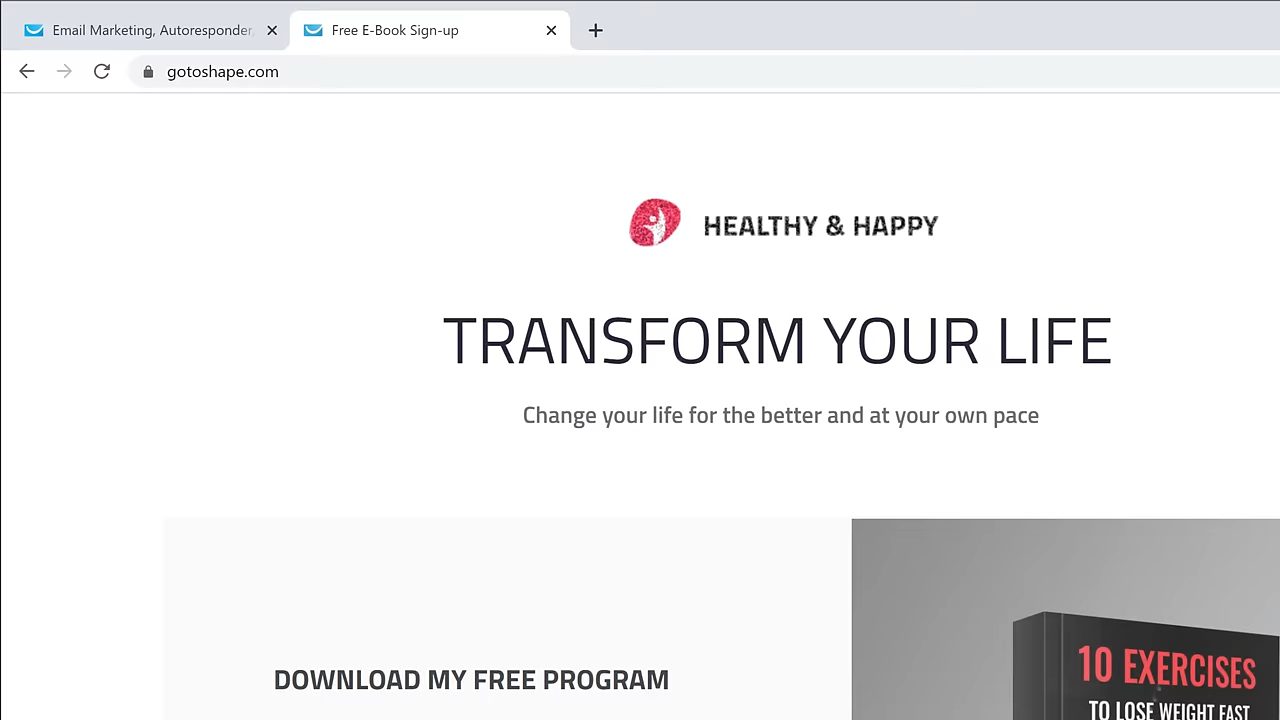 Email Marketing, Autoresponder,
Free E-Book Sign-up
gotoshape.com
HEALTHY & HAPPY
TRANSFORM YOUR LIFE
Change your life for the better and at your own pace
DOWNLOAD MY FREE PROGRAM
10 EXERCISES
TO LOSE WEIGHT FAST